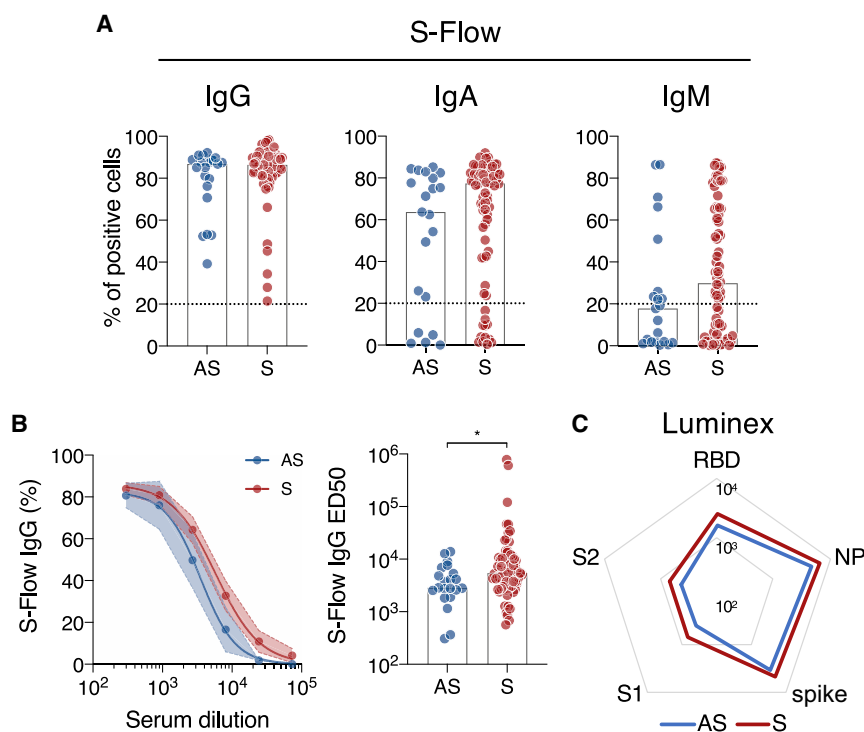 A
S-Flow
IgG
IgA
IgM
% of positive cells
100
80
60
40
20
0
AS
S
100
80
60
40
20
0
AS
S
100
80
60
40
20
0
AS
S
B
S-Flow IgG (%)
100
80
60
40
20
0
10²
10³
10⁴
10⁵
Serum dilution
AS
S
S-Flow IgG ED50
10⁶
10⁵
10⁴
10³
10²
*
AS
S
C
Luminex
RBD
10⁴
10³
10²
NP
spike
S1
S2
AS
S